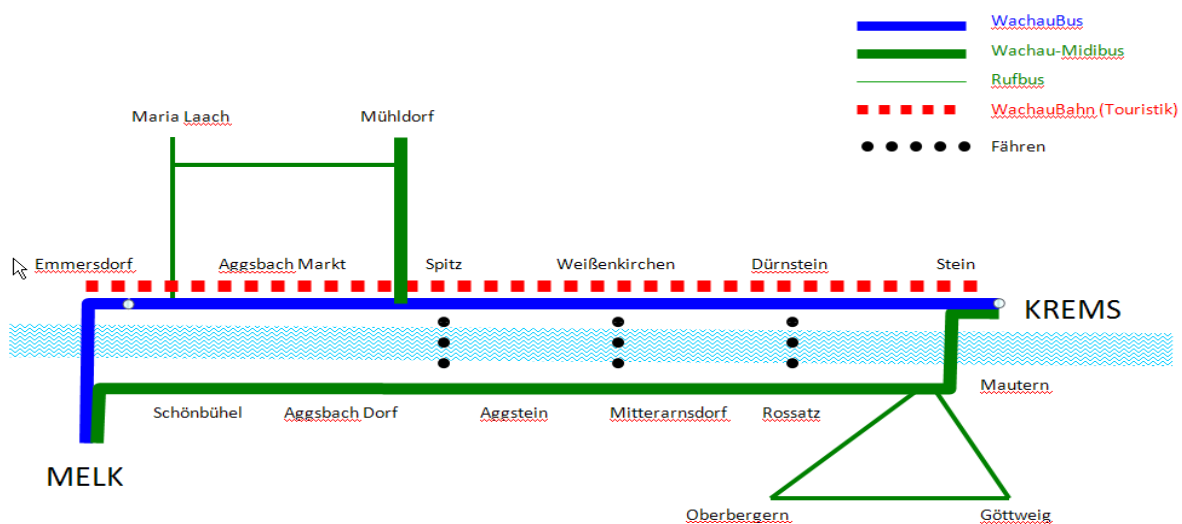 WachauBus
Wachau-Midibus
Rufbus
WachauBahn (Touristik)
Fähren
Maria Laach
Mühldorf
Emmersdorf
Aggsbach Markt
Spitz
Weißenkirchen
Dürnstein
Stein
KREMS
Mautern
Schönbühel
Aggsbach Dorf
Aggstein
Mitterarnsdorf
Rossatz
MELK
Oberbergern
Göttweig